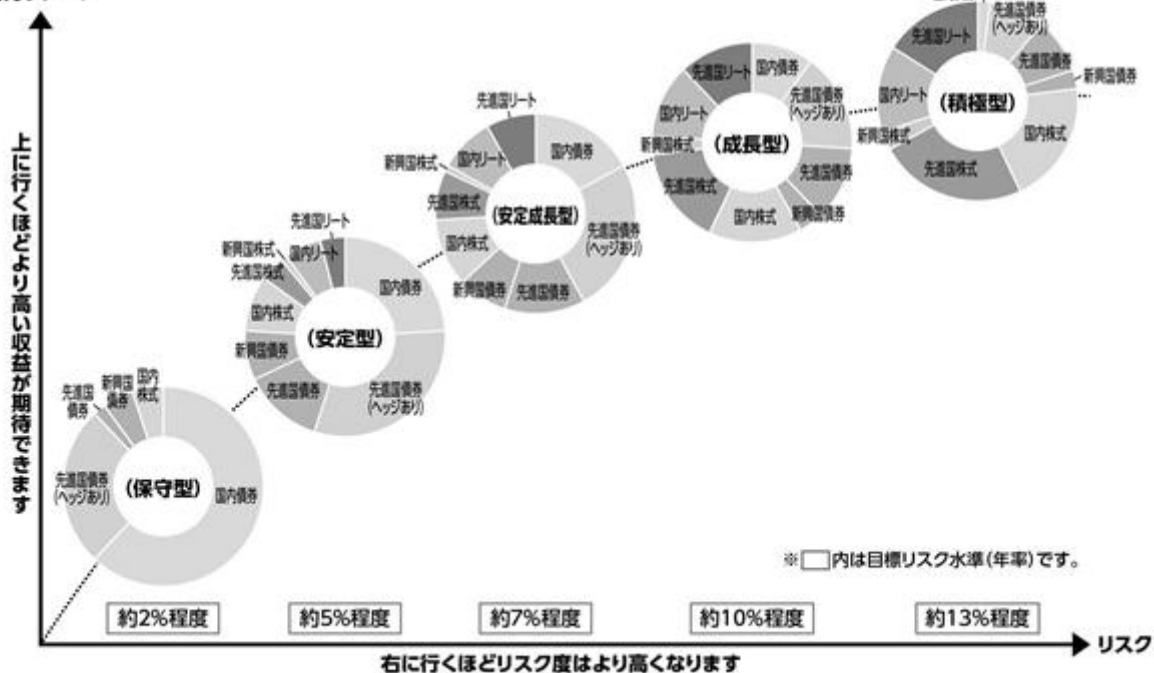 先進国債券
(ヘッジあり)
先進国リート
先進国債券
新興国債券
国内リート
(積極型)
新興国株式
国内株式
先進国株式
先進国リート
国内債券
先進国債券
(ヘッジあり)
国内リート
(成長型)
新興国株式
先進国債券
先進国株式
新興国債券
国内株式
先進国リート
国内債券
国内リート
新興国株式
先進国株式
(安定成長型)
先進国債券
(ヘッジあり)
国内株式
新興国債券
先進国債券
先進国リート
新興国株式
国内リート
先進国株式
国内債券
国内株式
(安定型)
新興国債券
先進国債券
先進国債券
(ヘッジあり)
国内
株式
新興国
債券
先進国
債券
先進国債券
(ヘッジあり)
(保守型)
国内債券
上に行くほどより高い収益が期待できます
※□内は目標リスク水準(年率)です。
約2%程度
約5%程度
約7%程度
約10%程度
約13%程度
リスク
右に行くほどリスク度はより高くなります